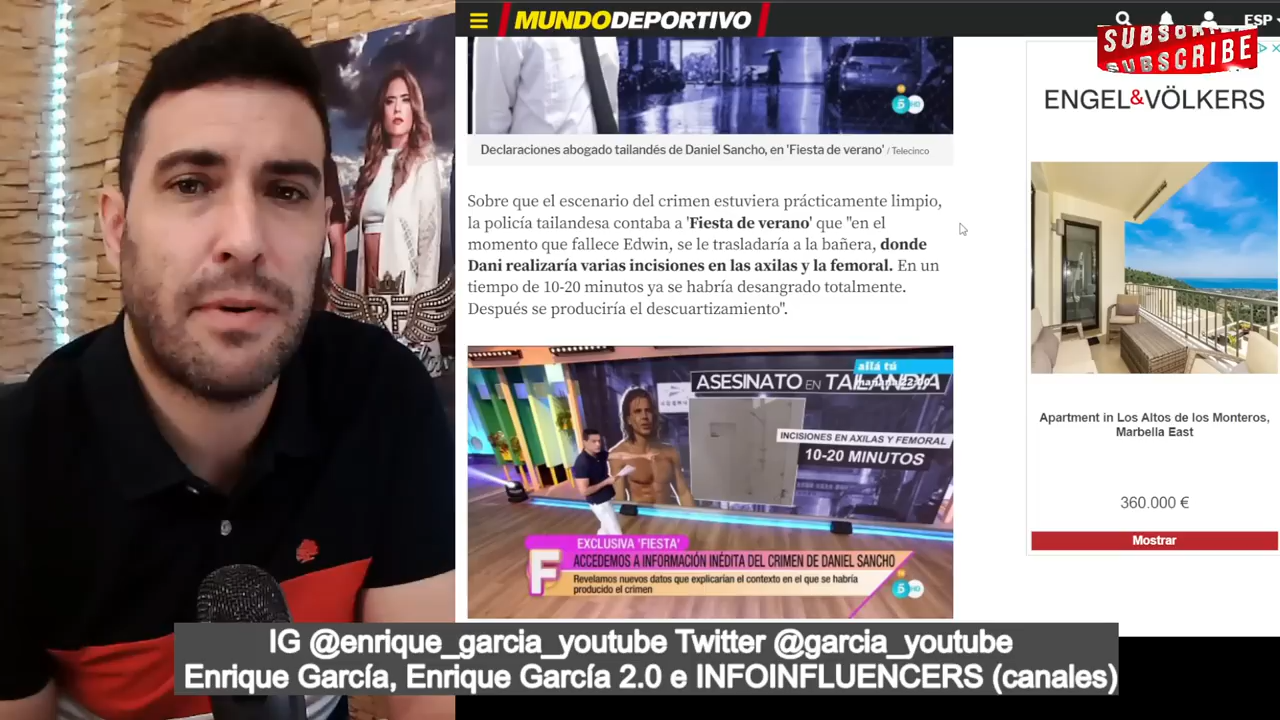 MUNDODEPORTIVO
ESP
SUBSCRIBE
SUBSCRIBE
Declaraciones abogado tailandés de Daniel Sancho, en 'Fiesta de verano' / Telecinco
Sobre que el escenario del crimen estuviera prácticamente limpio,
la policía tailandesa contaba a 'Fiesta de verano' que "en el
momento que fallece Edwin, se le trasladaría a la bañera, donde
Dani realizaría varias incisiones en las axilas y la femoral. En un
tiempo de 10-20 minutos ya se habría desangrado totalmente.
Después se produciría el descuartizamiento".
allá tú
ASESINATO EN TAILANDIA
INCISIONES EN AXILAS Y FEMORAL
10-20 MINUTOS
EXCLUSIVA 'FIESTA'
F
ACCEDEMOS A INFORMACIÓN INÉDITA DEL CRIMEN DE DANIEL SANCHO
Revelamos nuevos datos que explicarían el contexto en el que se habría
producido el crimen
5 HD
ENGEL&VÖLKERS
Apartment in Los Altos de los Monteros,
Marbella East
360.000 €
Mostrar
IG @enrique_garcia_youtube Twitter @garcia_youtube
Enrique García, Enrique García 2.0 e INFOINFLUENCERS (canales)